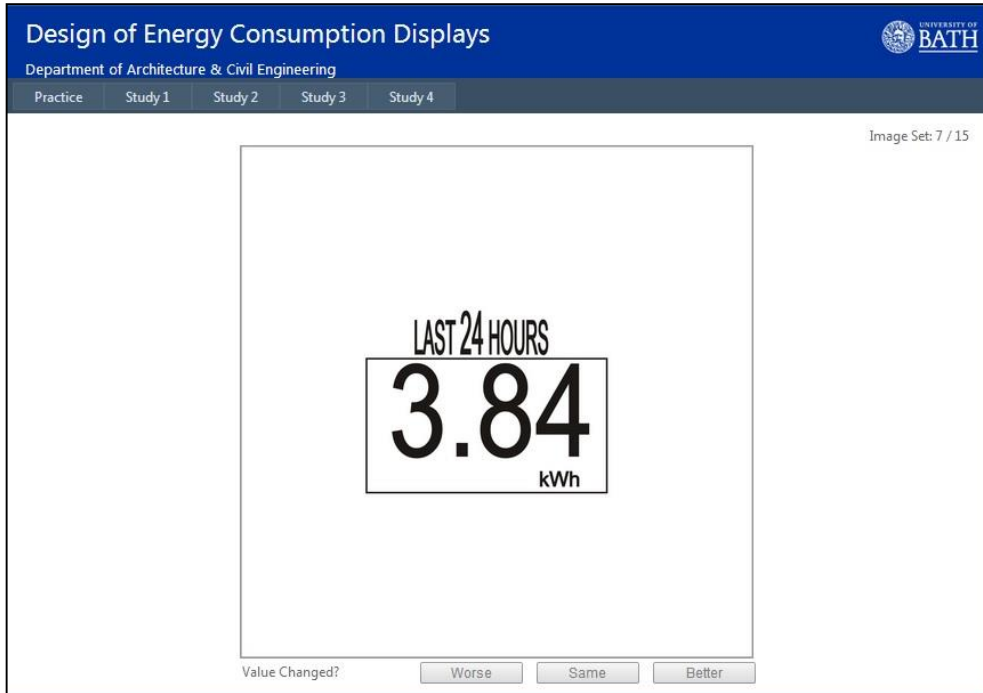 Design of Energy Consumption Displays
UNIVERSITY OF
BATH
Department of Architecture & Civil Engineering
Practice Study 1 Study 2 Study 3 Study 4
Image Set: 7 / 15
LAST 24 HOURS
3.84
kWh
Value Changed? Worse Same Better